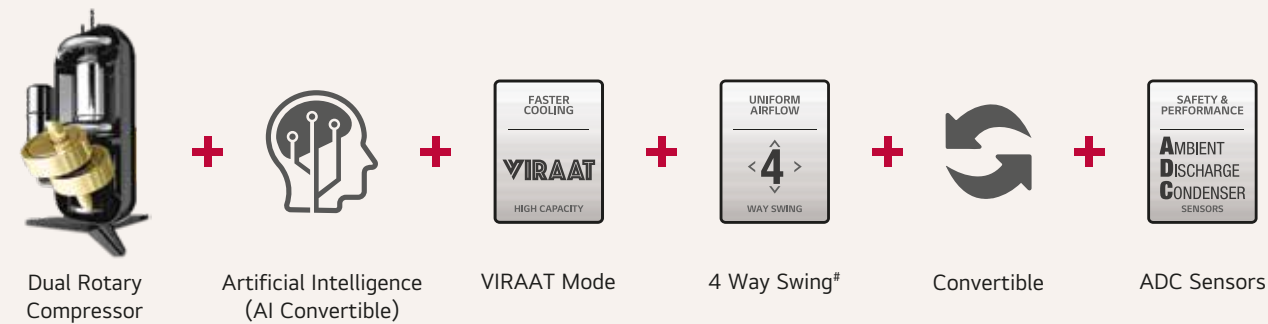 FASTER
COOLING
VIRAAT
HIGH CAPACITY
UNIFORM
AIRFLOW
4
WAY SWING
SAFETY &
PERFORMANCE
AMBIENT
DISCHARGE
CONDENSER
SENSORS
Dual Rotary
Compressor
Artificial Intelligence
(AI Convertible)
VIRAAT Mode
4 Way Swing#
Convertible
ADC Sensors